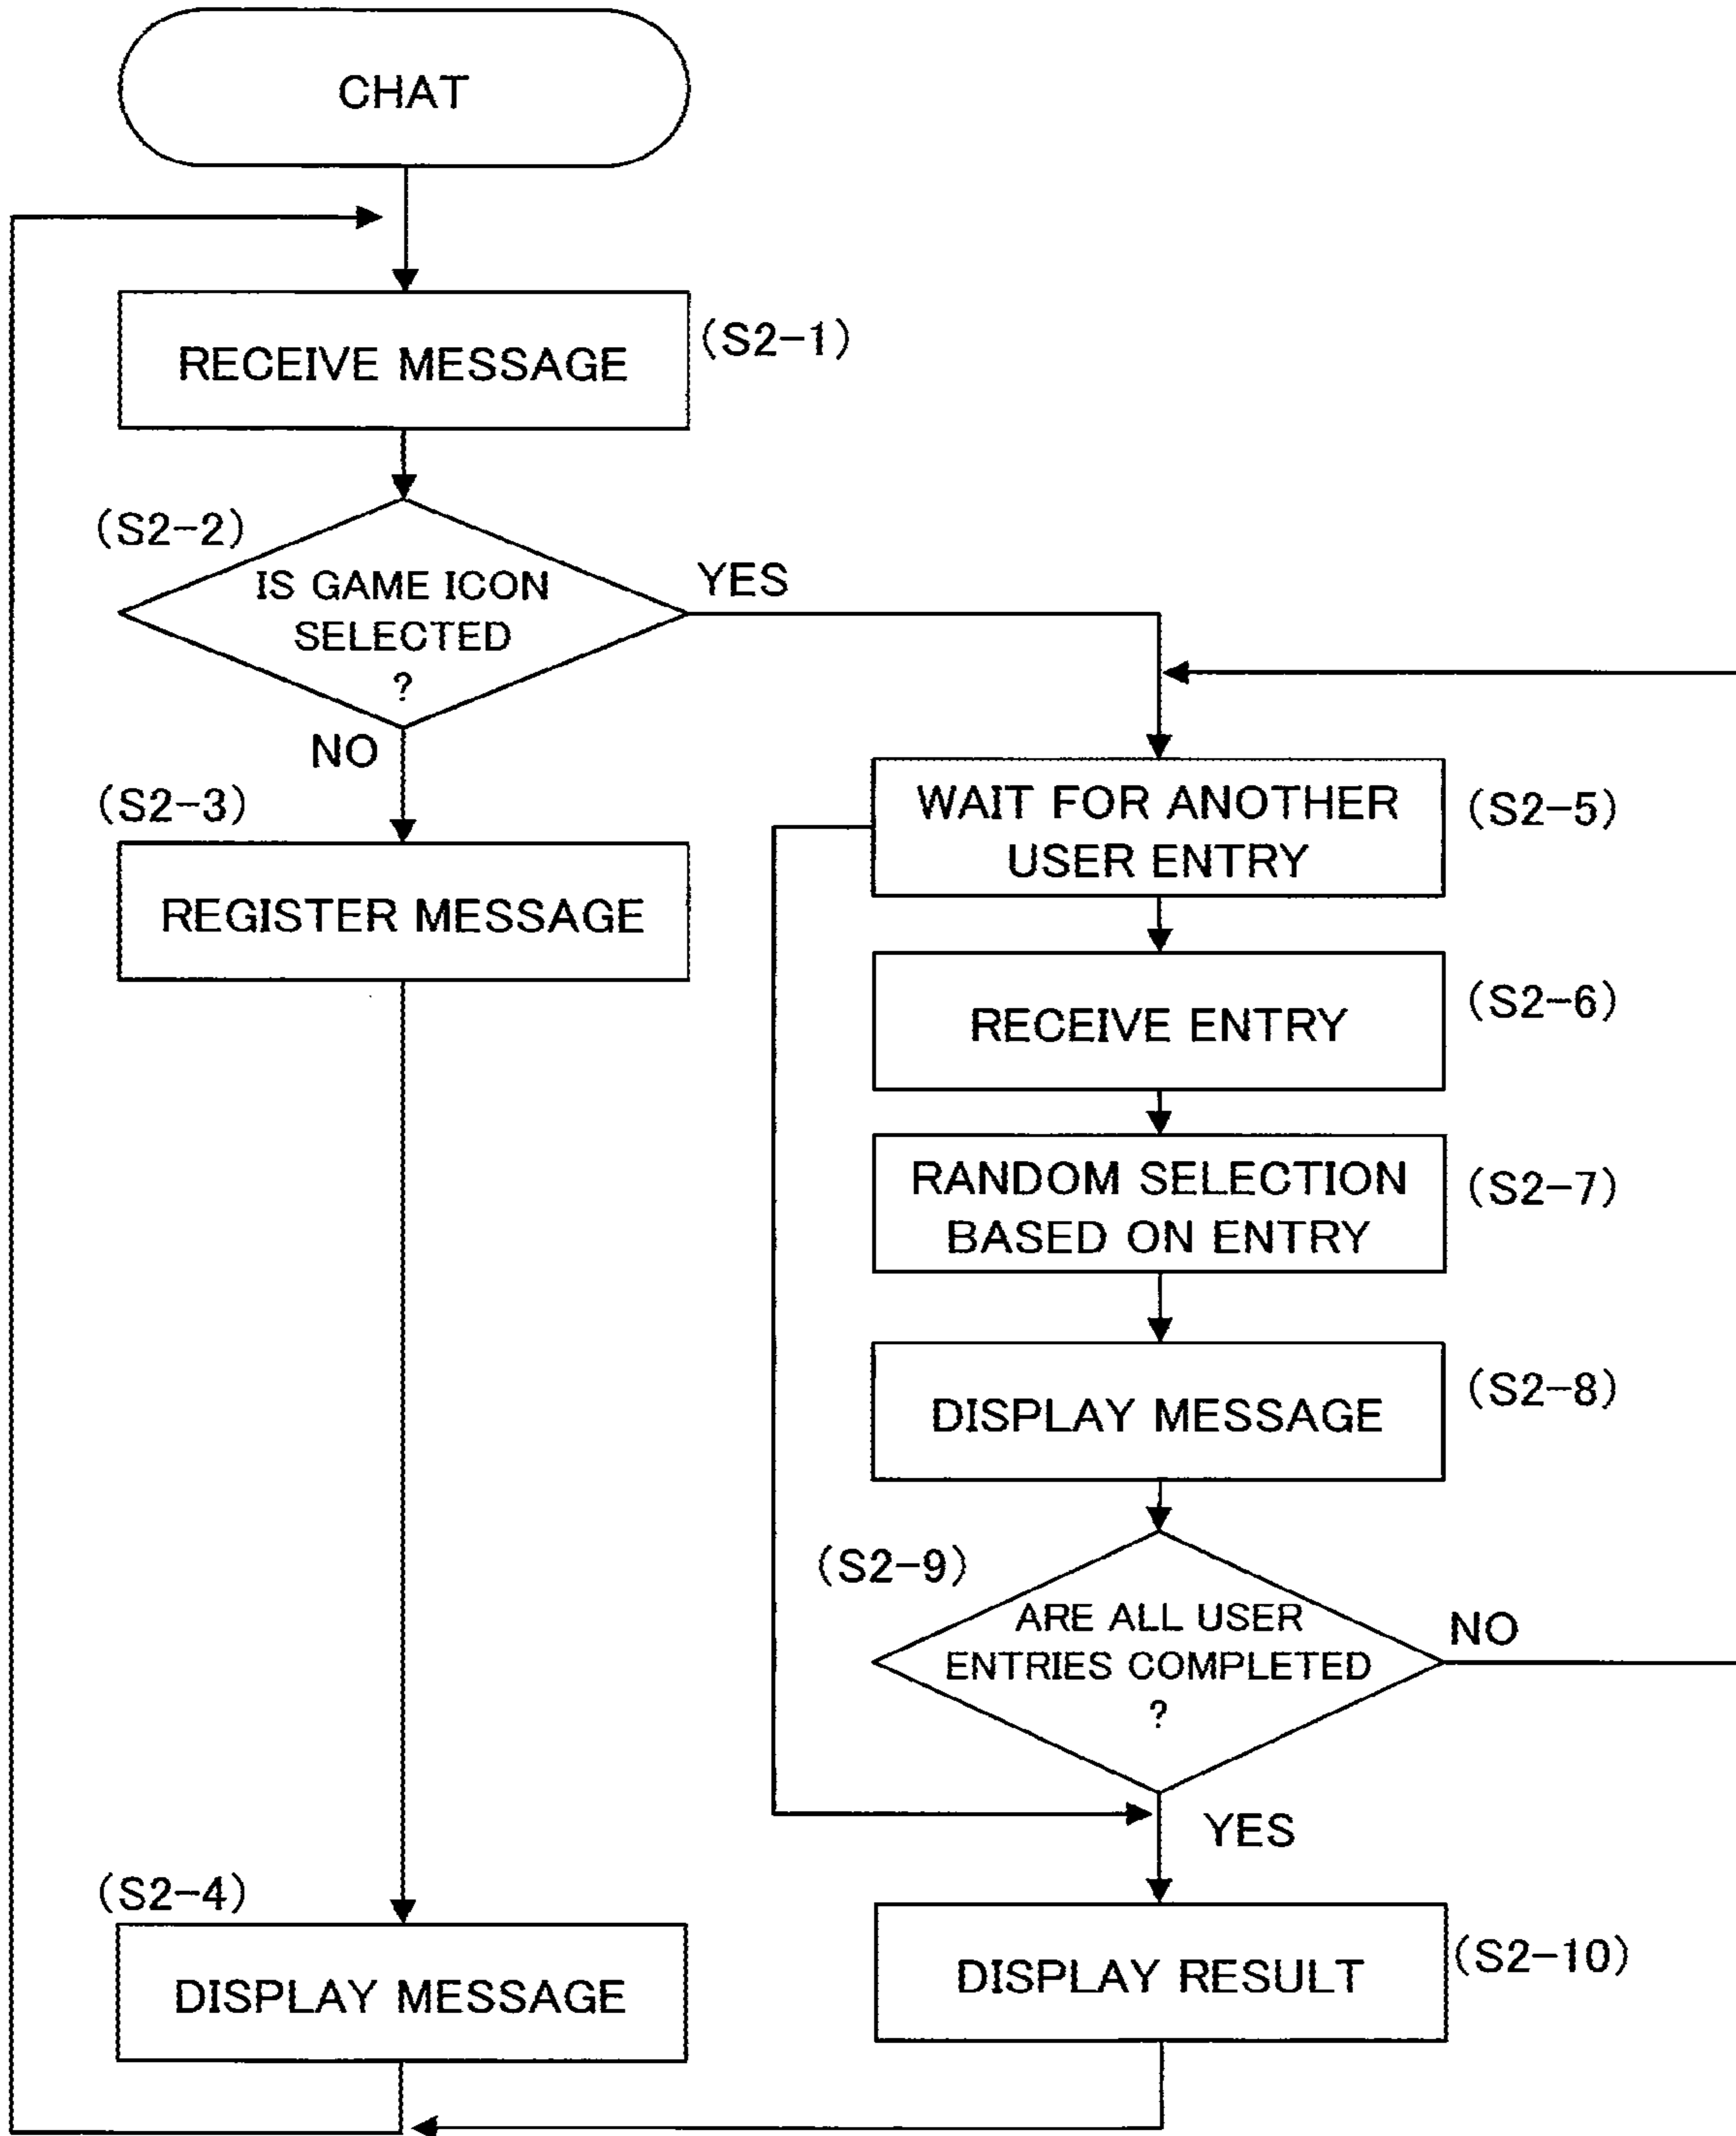 CHAT
RECEIVE MESSAGE
(S2-1)
(S2-2)
IS GAME ICON
SELECTED
?
YES
NO
(S2-3)
REGISTER MESSAGE
WAIT FOR ANOTHER
USER ENTRY
(S2-5)
RECEIVE ENTRY
(S2-6)
RANDOM SELECTION
BASED ON ENTRY
(S2-7)
DISPLAY MESSAGE
(S2-8)
(S2-9)
ARE ALL USER
ENTRIES COMPLETED
?
NO
YES
(S2-4)
DISPLAY MESSAGE
DISPLAY RESULT
(S2-10)